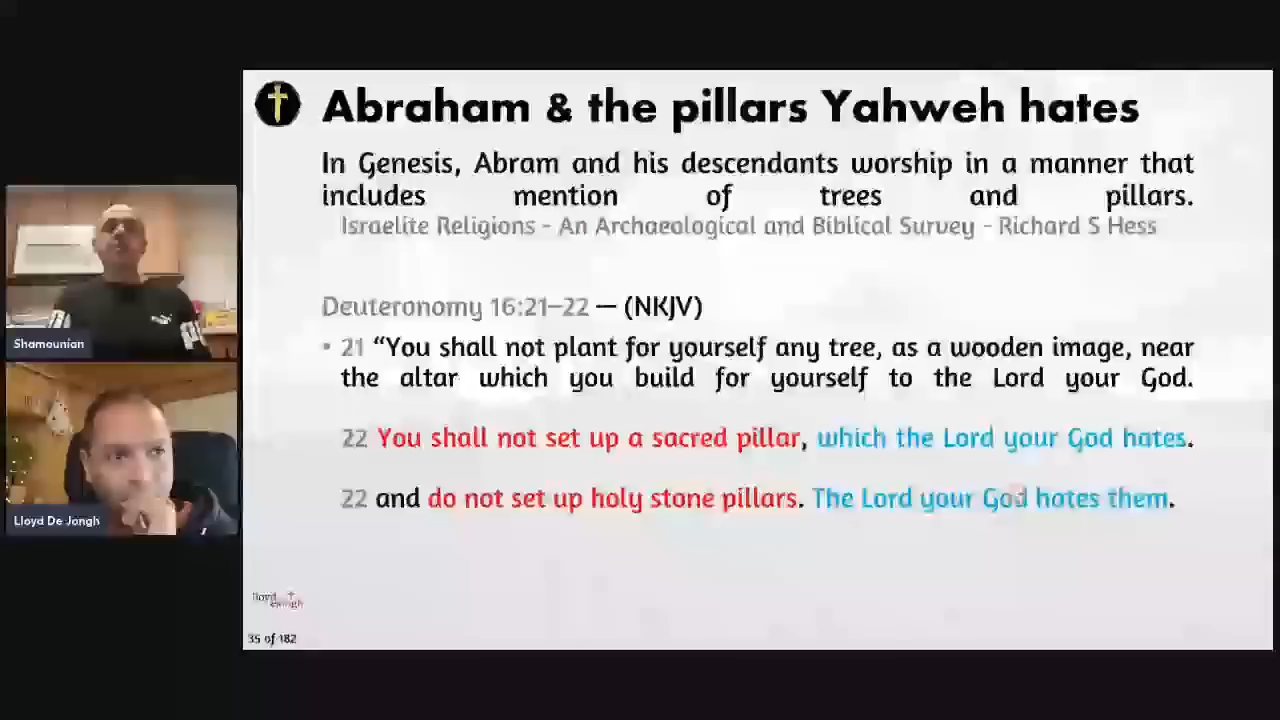 Abraham & the pillars Yahweh hates
In Genesis, Abram and his descendants worship in a manner that
includes mention of trees and pillars.
Israelite Religions - An Archaeological and Biblical Survey - Richard S Hess
Deuteronomy 16:21–22 — (NKJV)
• 21 “You shall not plant for yourself any tree, as a wooden image, near
the altar which you build for yourself to the Lord your God.
22 You shall not set up a sacred pillar, which the Lord your God hates.
22 and do not set up holy stone pillars. The Lord your God hates them.
35 of 182
Shamounian
Lloyd De Jongh